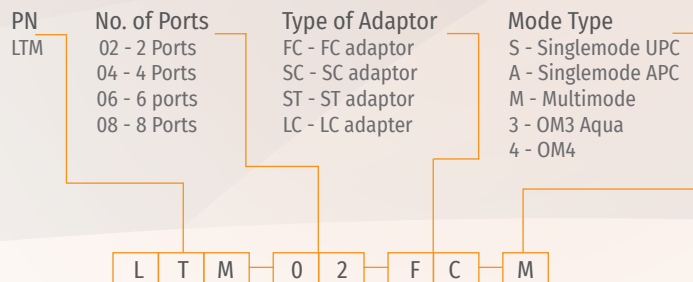 PN
LTM
No. of Ports
02 - 2 Ports
04 - 4 Ports
06 - 6 ports
08 - 8 Ports
Type of Adaptor
FC - FC adaptor
SC - SC adaptor
ST - ST adaptor
LC - LC adapter
Mode Type
S - Singlemode UPC
A - Singlemode APC
M - Multimode
3 - OM3 Aqua
4 - OM4
L T M 0 2 F C M